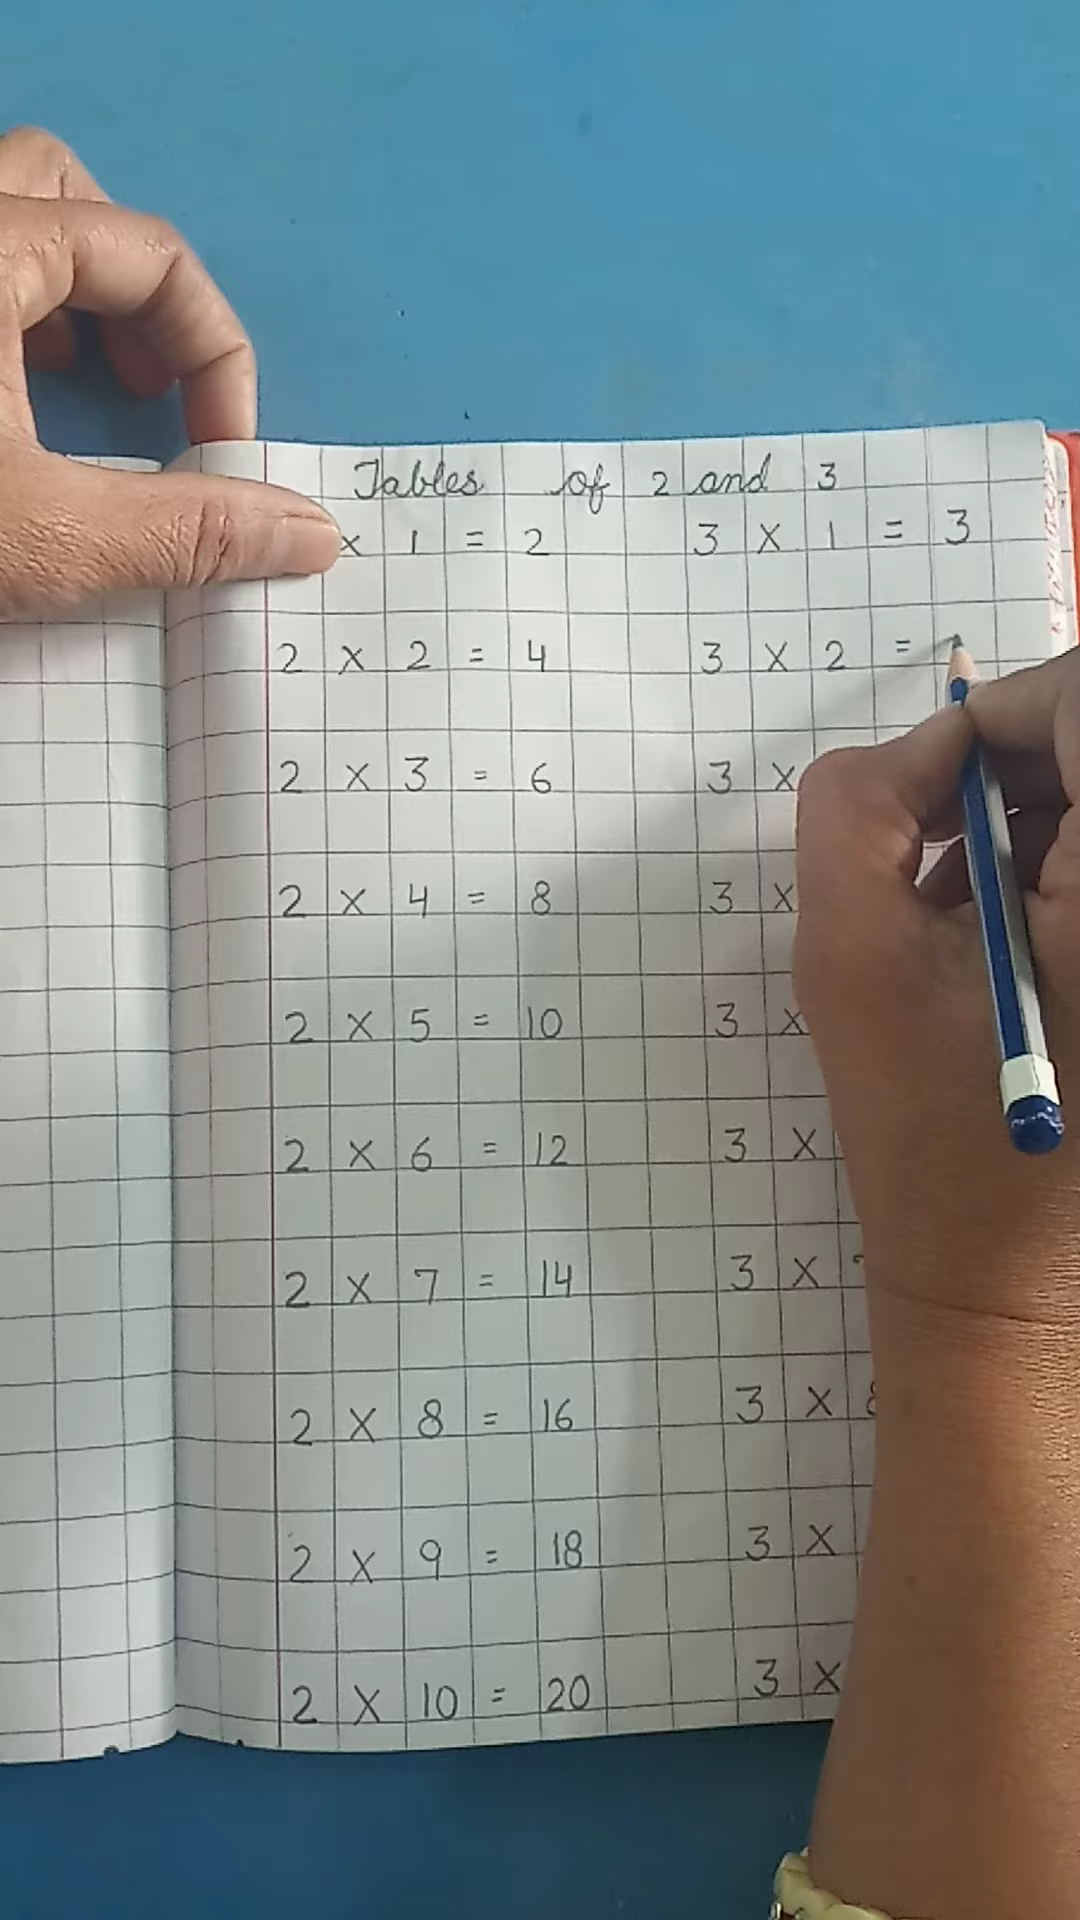 Tables of 2 and 3
x 1 = 2 3 x 1 = 3
2 x 2 = 4 3 x 2 =
2 x 3 = 6 3 x
2 x 4 = 8 3 x
2 x 5 = 10 3 x
2 x 6 = 12 3 x
2 x 7 = 14 3 x
2 x 8 = 16 3 x 8
2 x 9 = 18 3 x
2 x 10 = 20 3 x